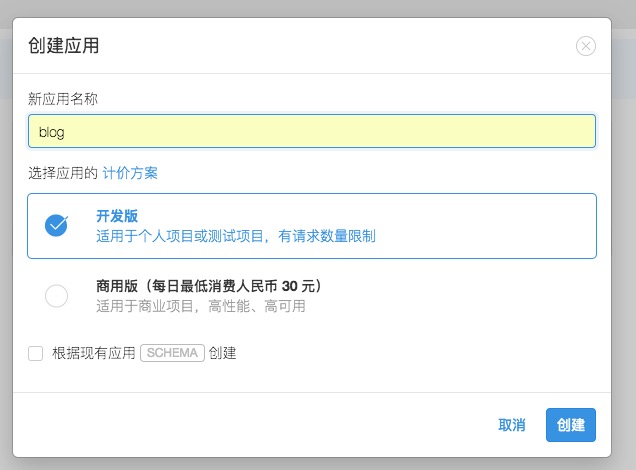 创建应用
新应用名称
blog
选择应用的 计价方案
开发版
适用于个人项目或测试项目，有请求数量限制
商用版（每日最低消费人民币 30 元）
适用于商业项目，高性能、高可用
根据现有应用 SCHEMA 创建
取消 创建